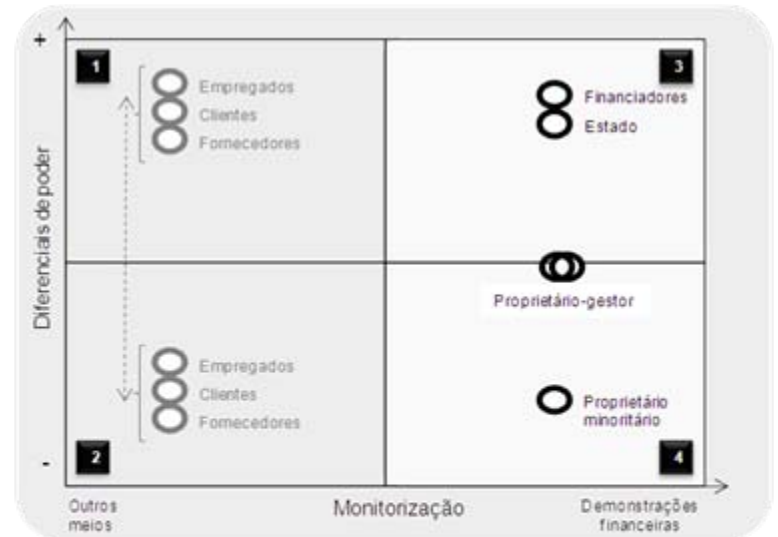 +
1
3
Empregados
Clientes
Fornecedores
Financiadores
Estado
Diferenciais de poder
Proprietário-gestor
Empregados
Clientes
Fornecedores
Proprietário
minoritário
-
2
4
Outros
meios
Monitorização
Demonstrações
financeiras